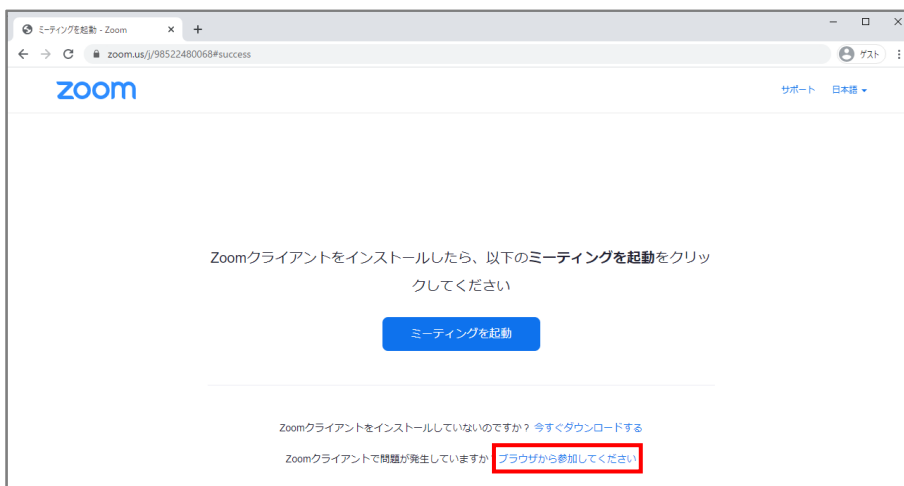 ミーティングを起動 - Zoom
zoom.us/j/98522480068#success
ゲスト
zoom
サポート 日本語
Zoomクライアントをインストールしたら、以下のミーティングを起動をクリッ
クしてください
ミーティングを起動
Zoomクライアントをインストールしていないのですか？ 今すぐダウンロードする
Zoomクライアントで問題が発生していますか ブラウザから参加してください